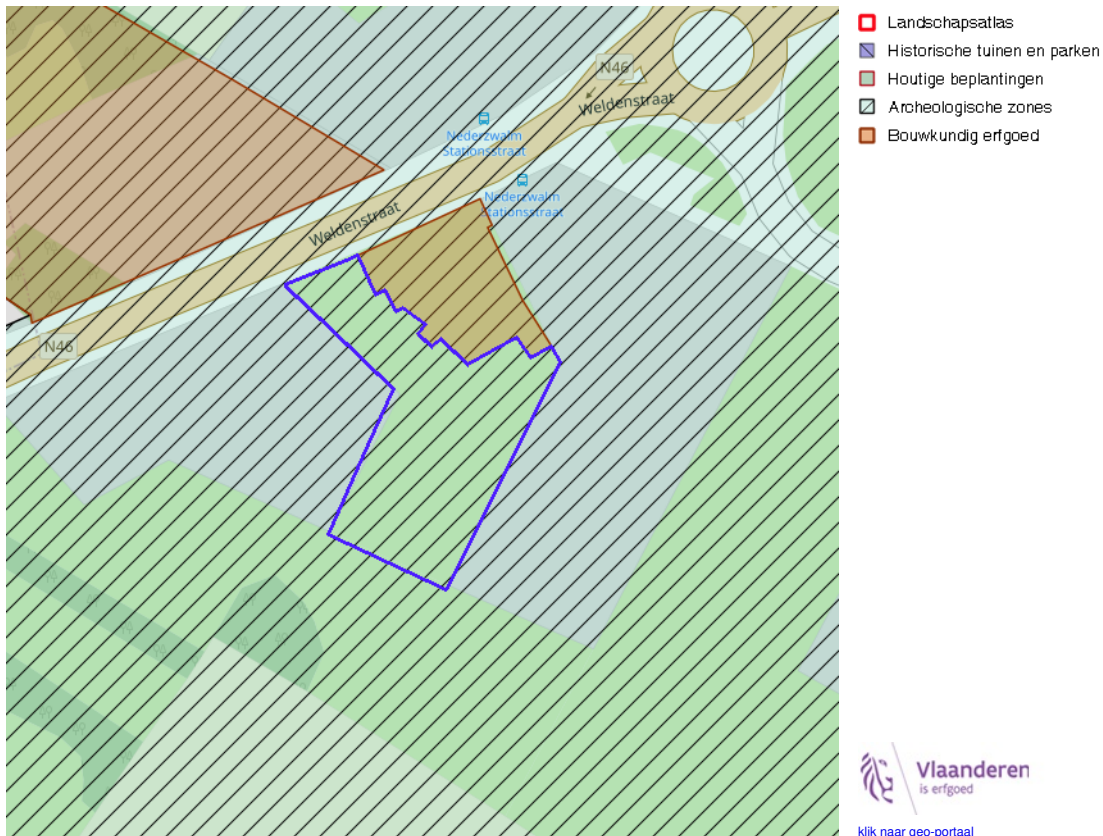 N46
Weldenstraat
Nederzwalm
Stationsstraat
Nederzwalm
Stationsstraat
Weldenstraat
N46
Landschapsatlas
Historische tuinen en parken
Houtige beplantingen
Archeologische zones
Bouwkundig erfgoed
Vlaanderen
is erfgoed
klik naar geo-portaal